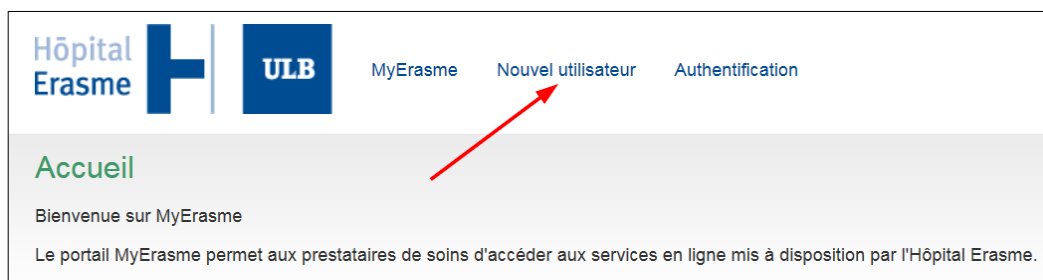 Hōpital
Erasme
ULB
MyErasme Nouvel utilisateur Authentification
Accueil
Bienvenue sur MyErasme
Le portail MyErasme permet aux prestataires de soins d'accéder aux services en ligne mis à disposition par l'Hôpital Erasme.